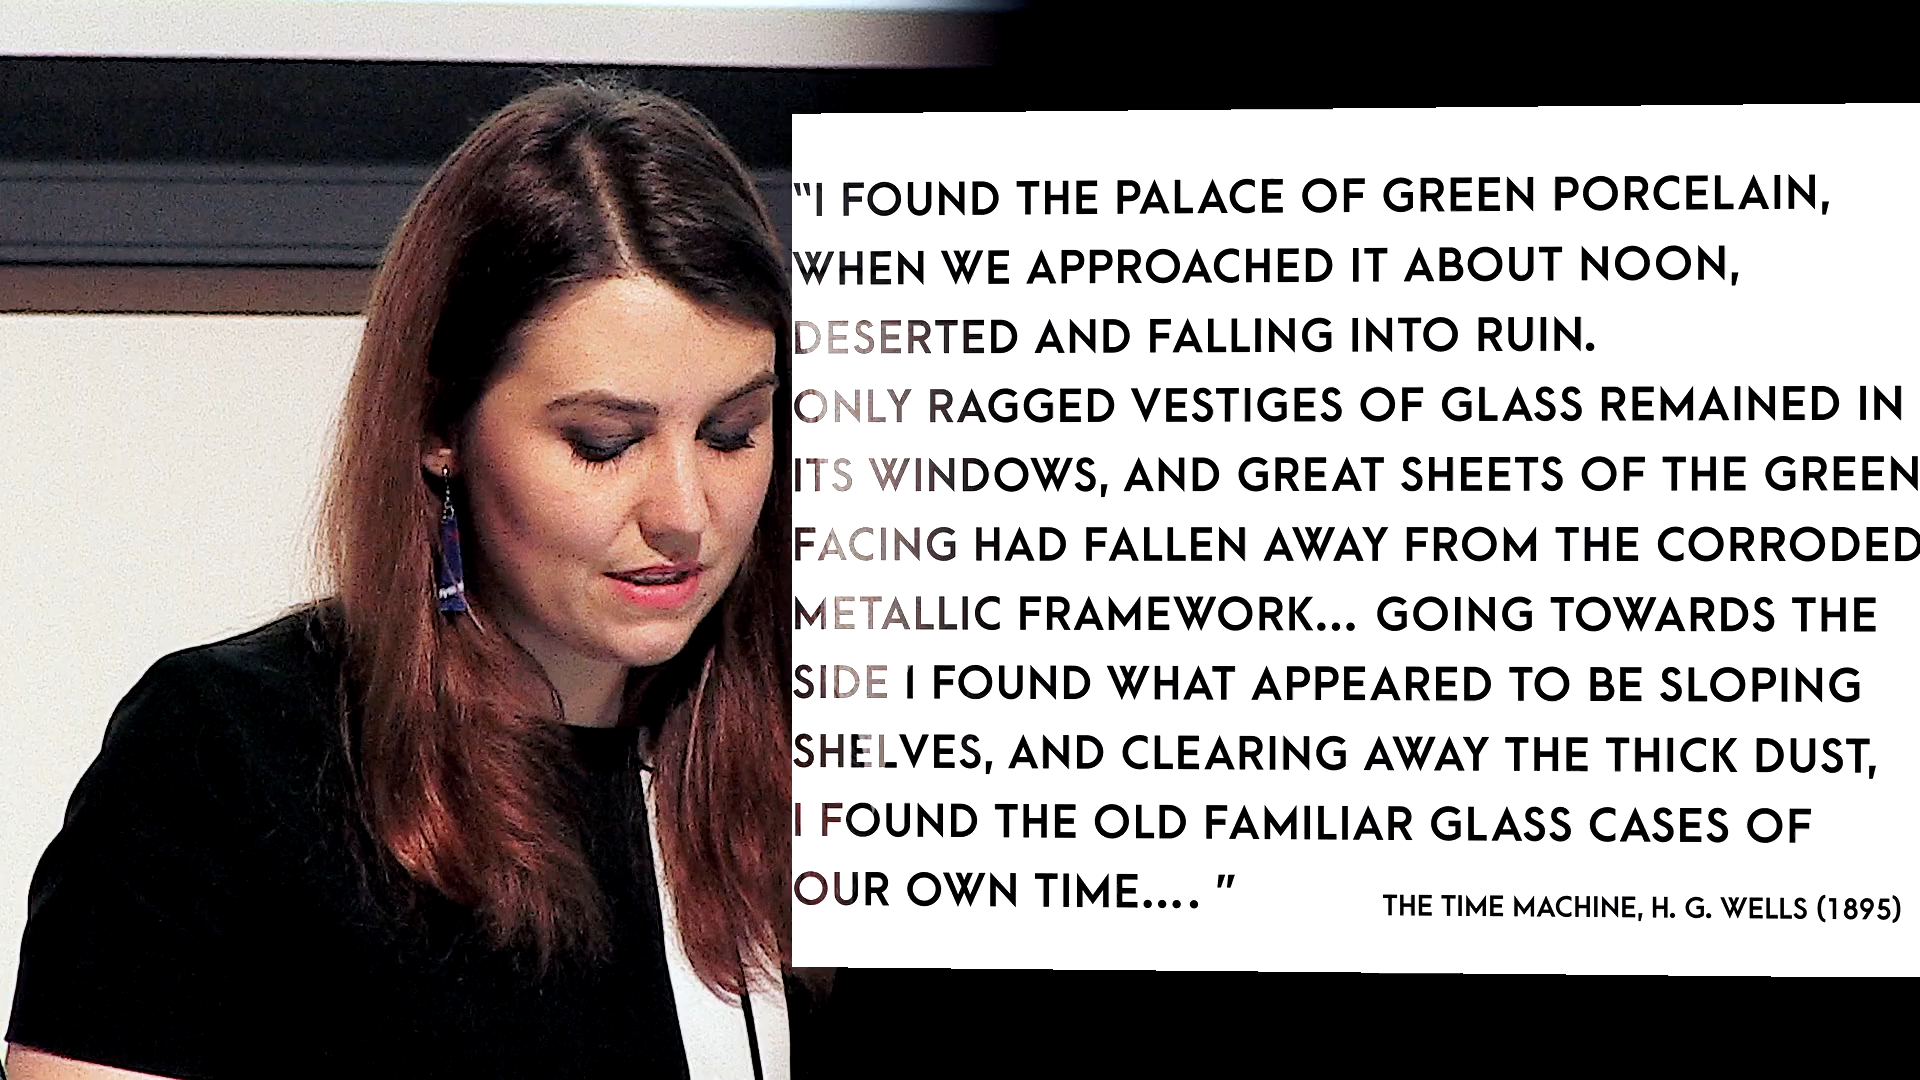 “I FOUND THE PALACE OF GREEN PORCELAIN,
WHEN WE APPROACHED IT ABOUT NOON,
DESERTED AND FALLING INTO RUIN.
ONLY RAGGED VESTIGES OF GLASS REMAINED IN
ITS WINDOWS, AND GREAT SHEETS OF THE GREEN
FACING HAD FALLEN AWAY FROM THE CORRODED
METALLIC FRAMEWORK... GOING TOWARDS THE
SIDE I FOUND WHAT APPEARED TO BE SLOPING
SHELVES, AND CLEARING AWAY THE THICK DUST,
I FOUND THE OLD FAMILIAR GLASS CASES OF
OUR OWN TIME.... ”
THE TIME MACHINE, H. G. WELLS (1895)